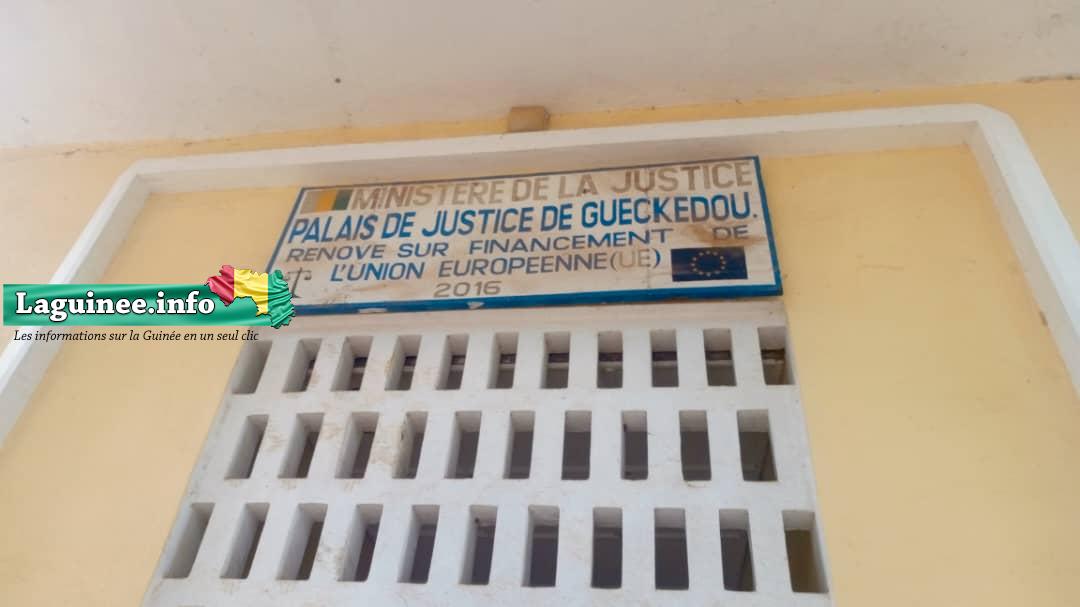 MINISTERE DE LA JUSTICE
PALAIS DE JUSTICE DE GUECKEDOU.
RENOVE SUR FINANCEMENT DE
L'UNION EUROPEENNE(UE)
2016
Laguinee.info
Les informations sur la Guinée en un seul clic